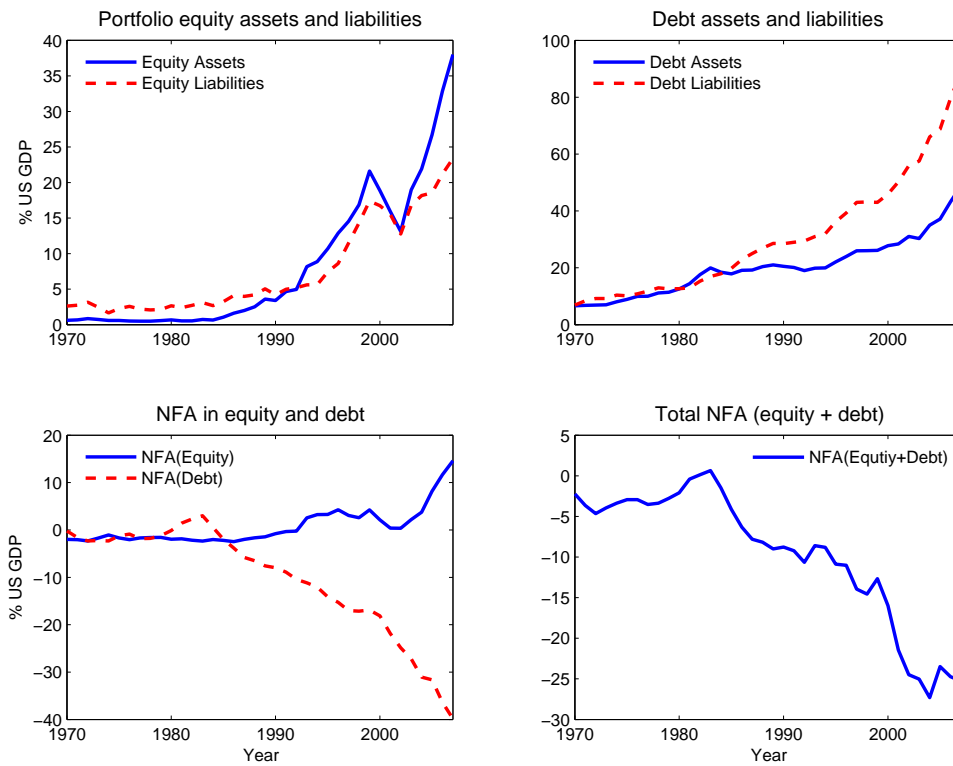 Portfolio equity assets and liabilities
% US GDP
40
35
30
25
20
15
10
5
0
Equity Assets
Equity Liabilities
1970 1980 1990 2000
Debt assets and liabilities
100
80
60
40
20
0
Debt Assets
Debt Liabilities
1970 1980 1990 2000
NFA in equity and debt
% US GDP
20
10
0
−10
−20
−30
−40
NFA(Equity)
NFA(Debt)
1970 1980 1990 2000
Year
Total NFA (equity + debt)
5
0
−5
−10
−15
−20
−25
−30
NFA(Equtiy+Debt)
1970 1980 1990 2000
Year